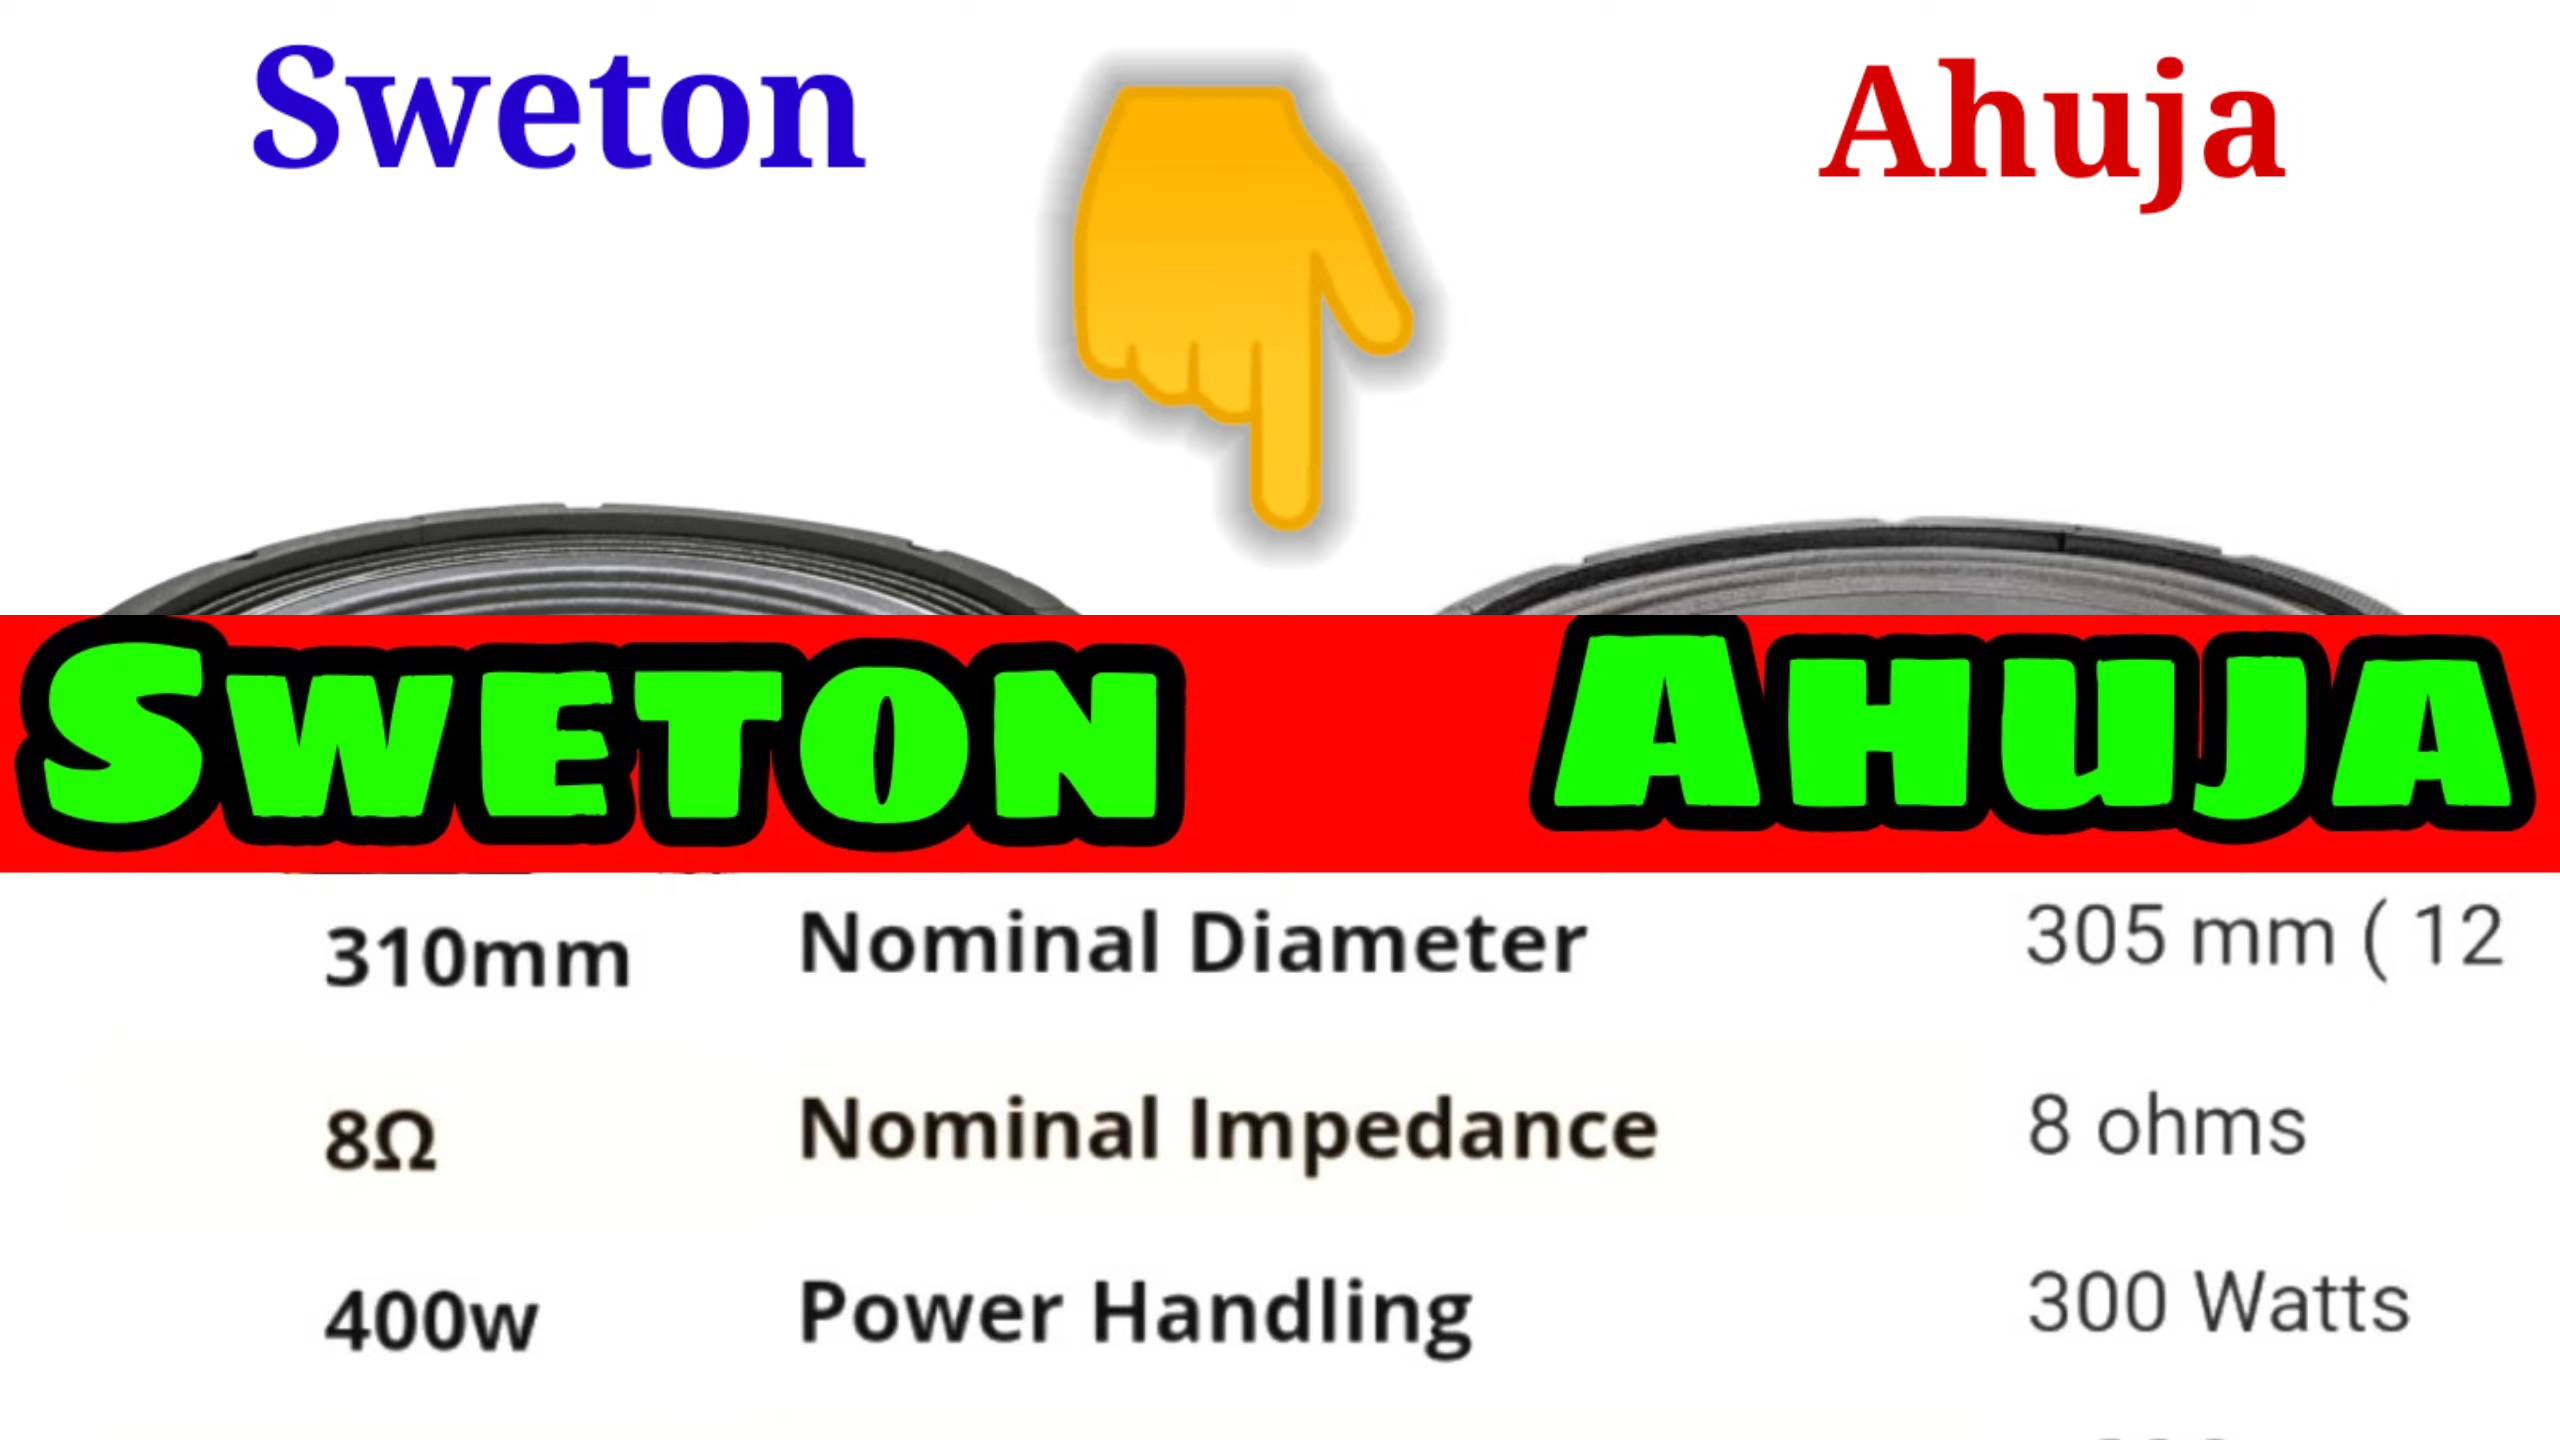 Sweton Ahuja
Sweton Ahuja
310mm Nominal Diameter 305 mm ( 12
8Ω Nominal Impedance 8 ohms
400w Power Handling 300 Watts